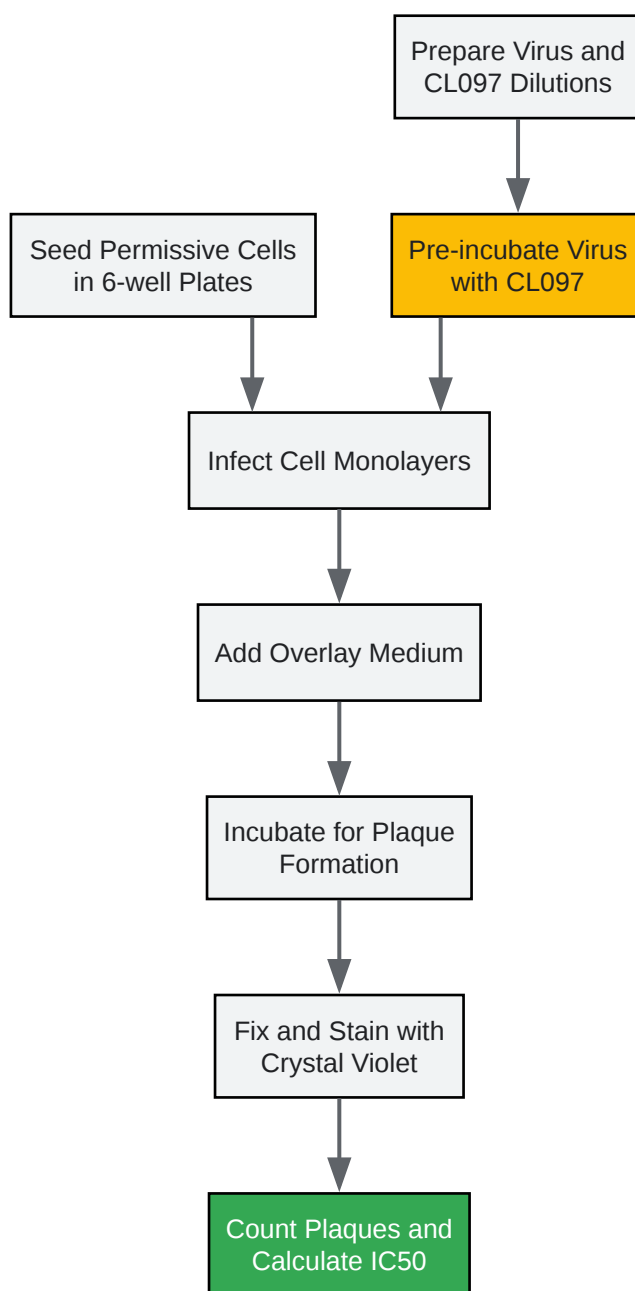 Prepare Virus and
CL097 Dilutions
Seed Permissive Cells
in 6-well Plates
Pre-incubate Virus
with CL097
Infect Cell Monolayers
Add Overlay Medium
Incubate for Plaque
Formation
Fix and Stain with
Crystal Violet
Count Plaques and
Calculate IC50